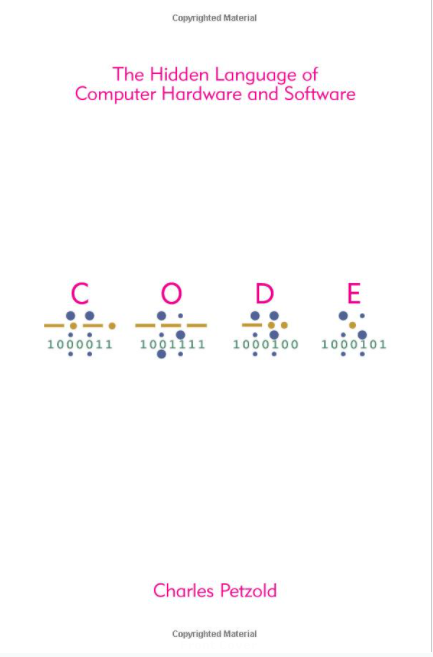 Copyrighted Material
The Hidden Language of
Computer Hardware and Software
C O D E
1000011 1001111 1000100 1000101
Charles Petzold
Copyrighted Material